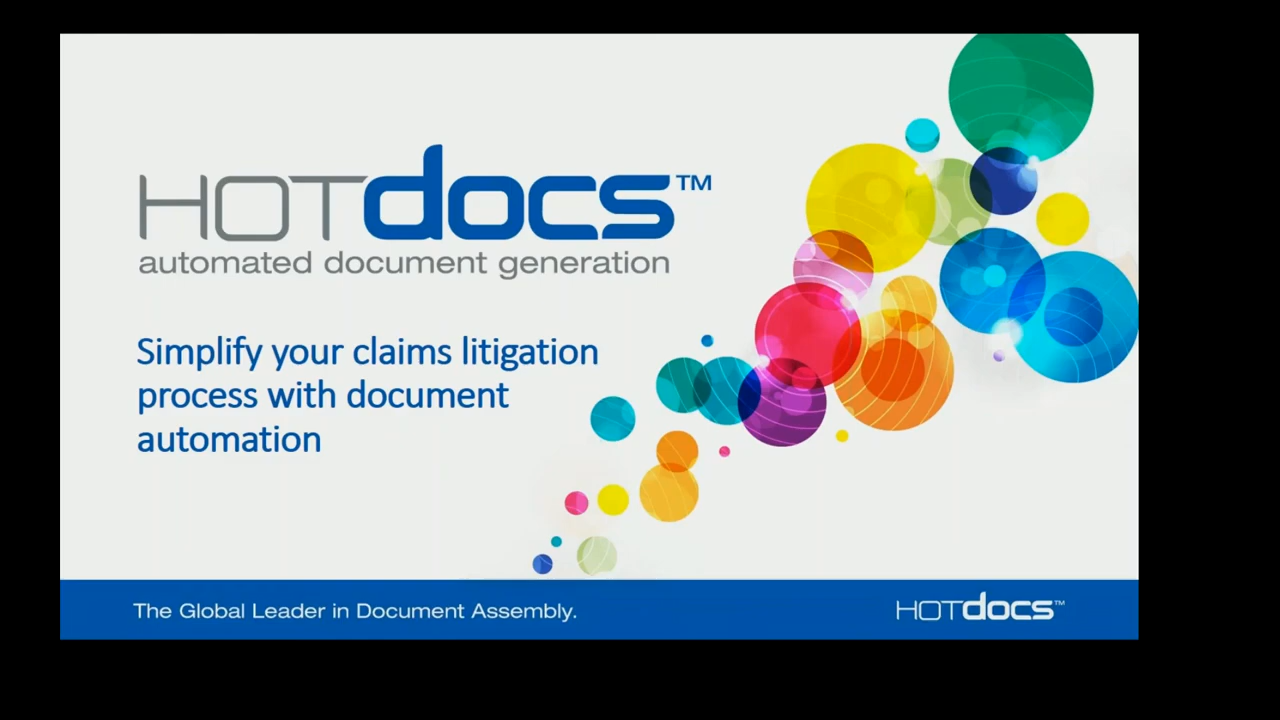 HOTdocs™
automated document generation
Simplify your claims litigation
process with document
automation
The Global Leader in Document Assembly.
HOTdocs™